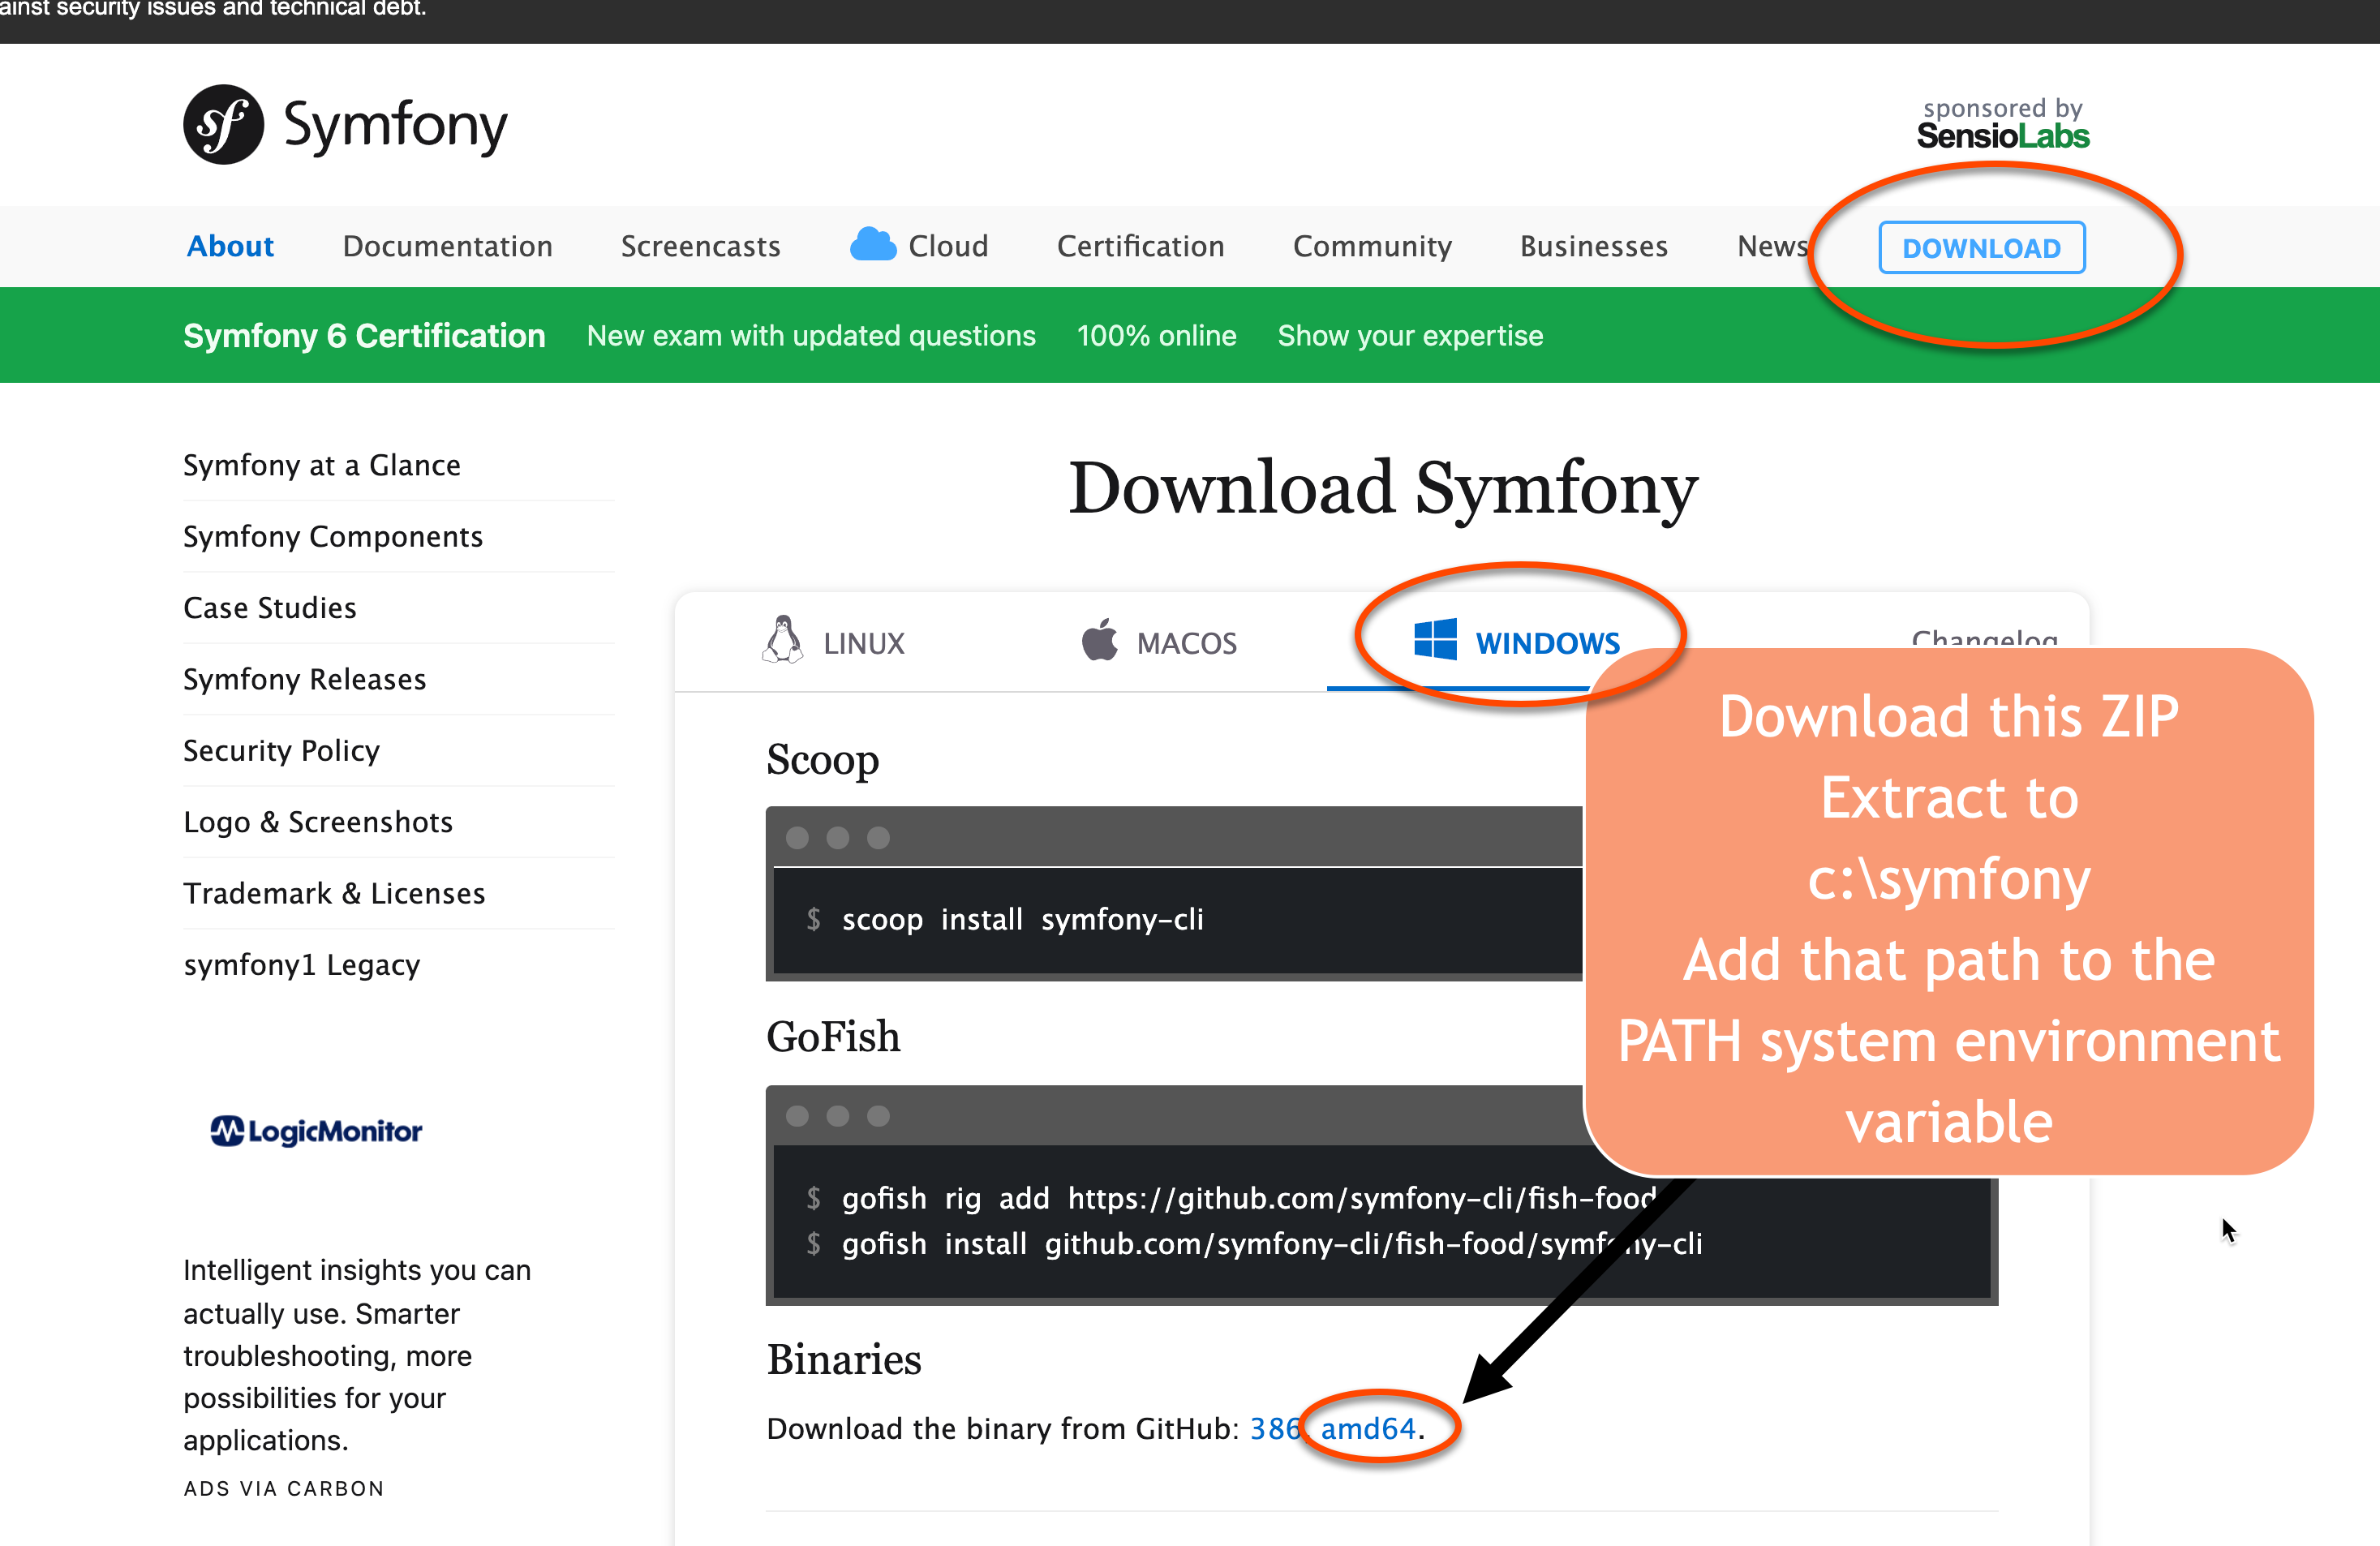 ainst security issues and technical debt.
sf Symfony
sponsored by
SensioLabs
About Documentation Screencasts Cloud Certification Community Businesses News DOWNLOAD
Symfony 6 Certification New exam with updated questions 100% online Show your expertise
Symfony at a Glance
Symfony Components
Case Studies
Symfony Releases
Security Policy
Logo & Screenshots
Trademark & Licenses
symfony1 Legacy
LogicMonitor
Intelligent insights you can
actually use. Smarter
troubleshooting, more
possibilities for your
applications.
ADS VIA CARBON
Download Symfony
LINUX MACOS WINDOWS Changelog
Scoop
$ scoop install symfony-cli
GoFish
$ gofish rig add https://github.com/symfony-cli/fish-food
$ gofish install github.com/symfony-cli/fish-food/symfony-cli
Binaries
Download the binary from GitHub: 386, amd64.
Download this ZIP
Extract to
c:\symfony
Add that path to the
PATH system environment
variable